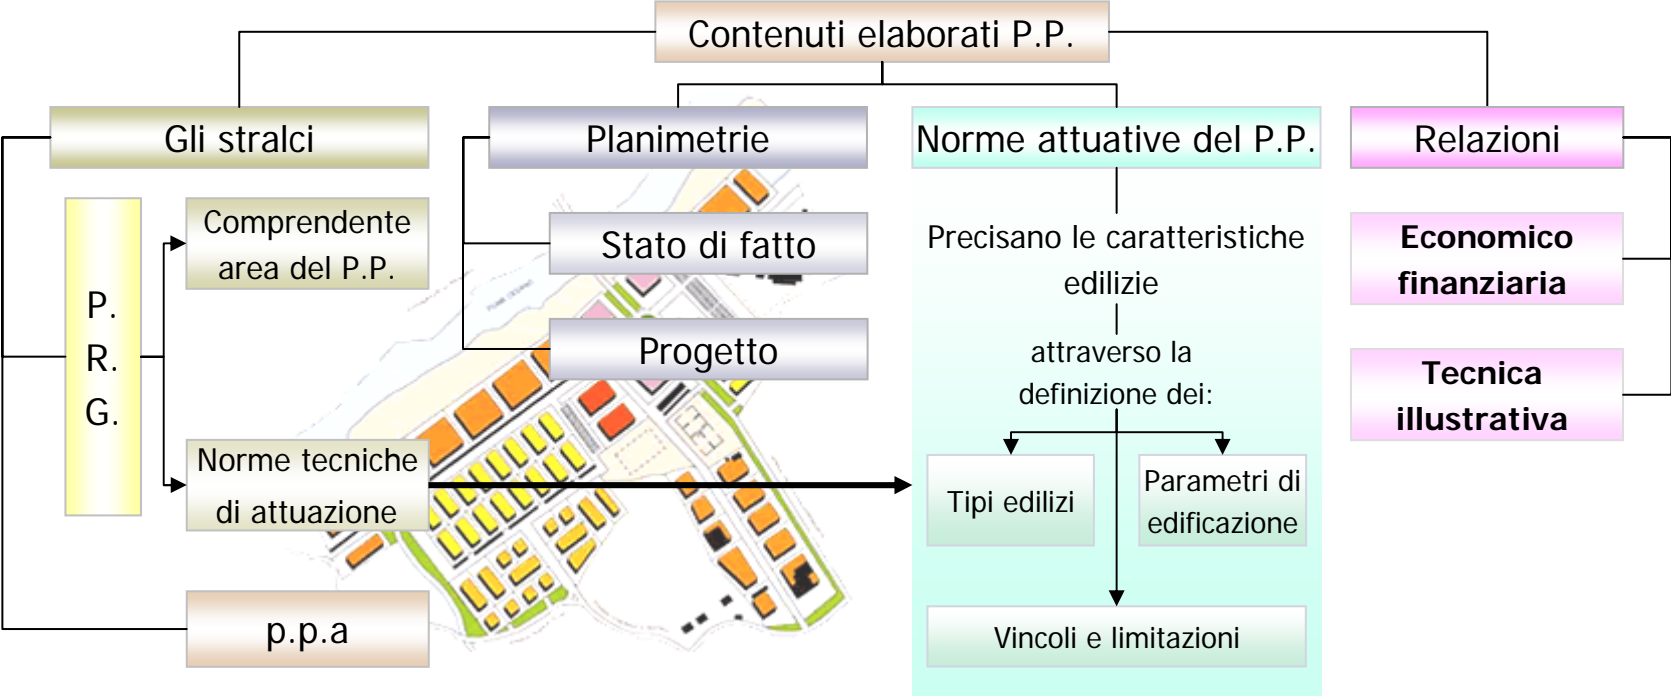 Contenuti elaborati P.P.
Gli stralci
P.
R.
G.
Comprendente
area del P.P.
Norme tecniche
di attuazione
p.p.a
Planimetrie
Stato di fatto
Progetto
Norme attuative del P.P.
Precisano le caratteristiche
edilizie
attraverso la
definizione dei:
Tipi edilizi
Parametri di
edificazione
Vincoli e limitazioni
Relazioni
Economico
finanziaria
Tecnica
illustrativa